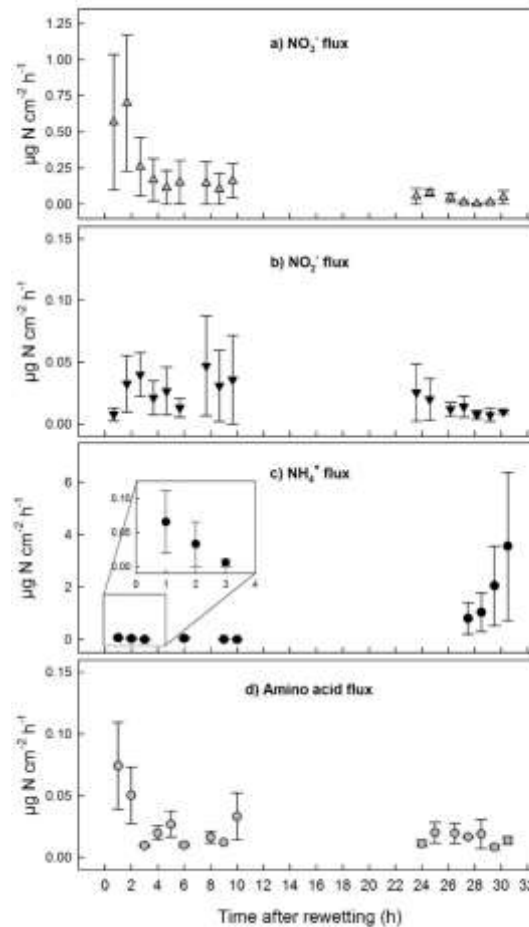 a) NO₃⁻ flux
1.25
1.00
0.75
0.50
0.25
0.00
µg N cm⁻² h⁻¹
b) NO₂⁻ flux
0.15
0.10
0.05
0.00
µg N cm⁻² h⁻¹
c) NH₄⁺ flux
6
4
2
0
µg N cm⁻² h⁻¹
0.10
0.05
0.00
0 1 2 3 4
d) Amino acid flux
0.15
0.10
0.05
0.00
µg N cm⁻² h⁻¹
0 2 4 6 8 10 12 14 16 18 20 22 24 26 28 30 32
Time after rewetting (h)